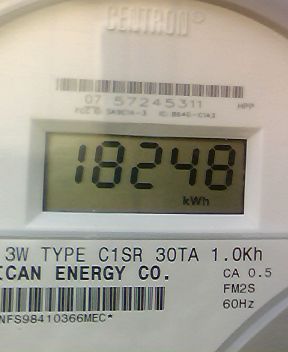 CENTRON®
07 57245311 HPP
18248
kWh
3W TYPE C1SR 30TA 1.0Kh
ICAN ENERGY CO. CA 0.5
FM2S
60Hz
NFS98410366MEC*